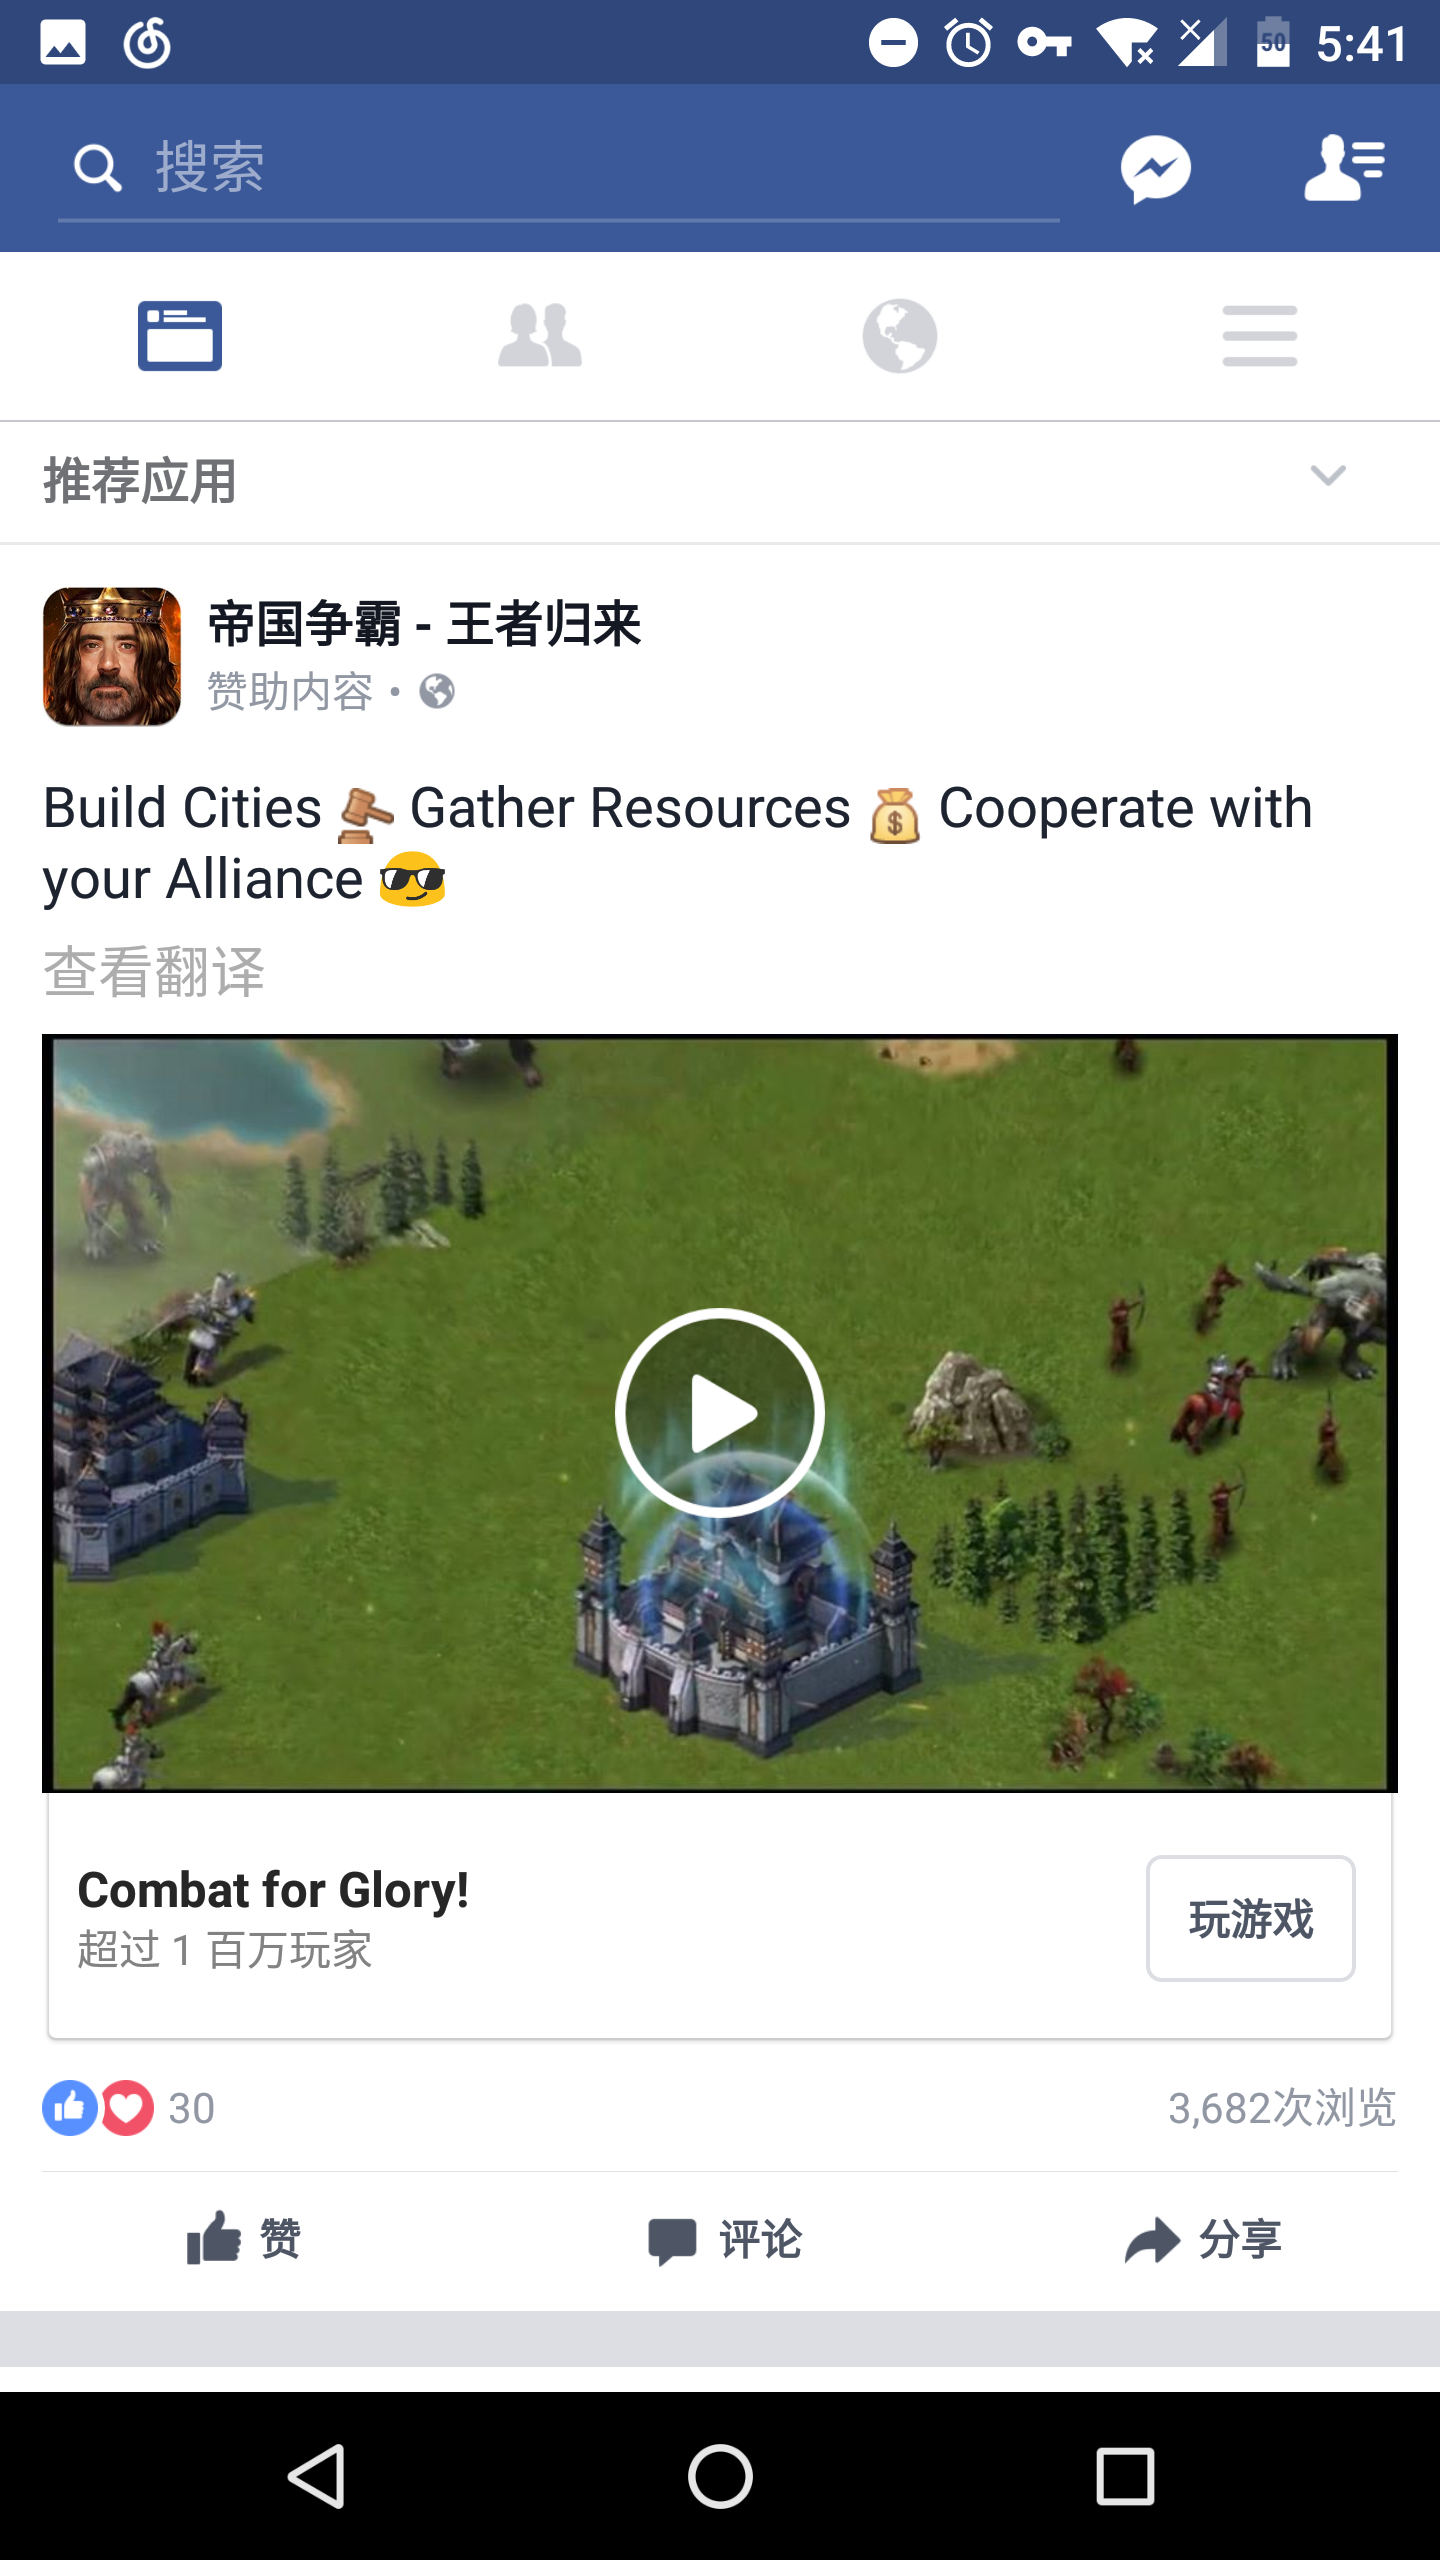 50 5:41
搜索
推荐应用
帝国争霸 - 王者归来
赞助内容 •
Build Cities Gather Resources $ Cooperate with
your Alliance 😎
查看翻译
Combat for Glory!
超过 1 百万玩家
玩游戏
30
3,682次浏览
赞 评论 分享